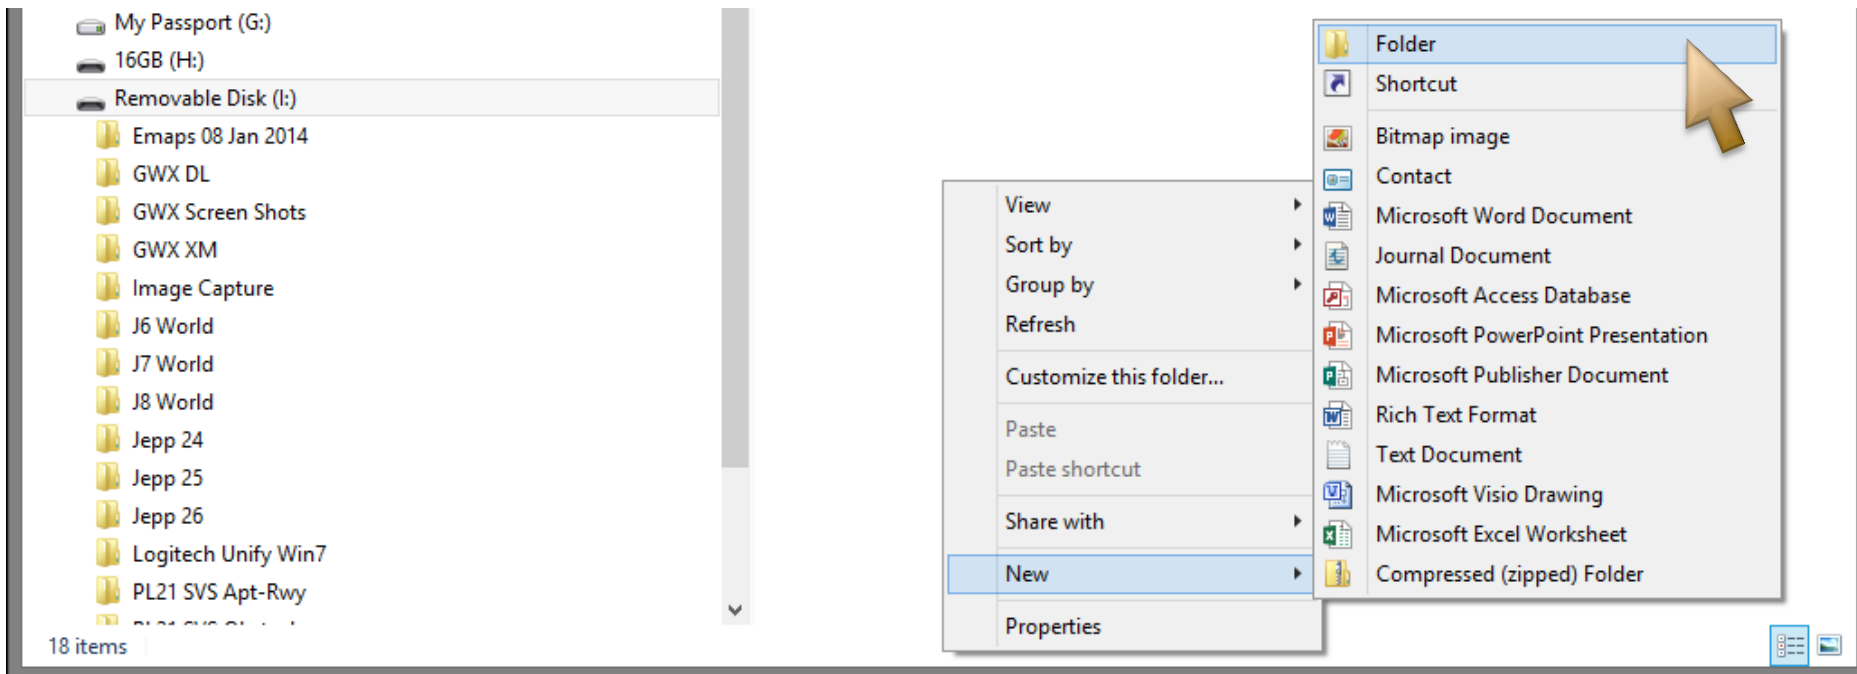 My Passport (G:)
16GB (H:)
Removable Disk (I:)
Emaps 08 Jan 2014
GWX DL
GWX Screen Shots
GWX XM
Image Capture
J6 World
J7 World
J8 World
Jepp 24
Jepp 25
Jepp 26
Logitech Unify Win7
PL21 SVS Apt-Rwy
18 items
View
Sort by
Group by
Refresh
Customize this folder...
Paste
Paste shortcut
Share with
New
Properties
Folder
Shortcut
Bitmap image
Contact
Microsoft Word Document
Journal Document
Microsoft Access Database
Microsoft PowerPoint Presentation
Microsoft Publisher Document
Rich Text Format
Text Document
Microsoft Visio Drawing
Microsoft Excel Worksheet
Compressed (zipped) Folder